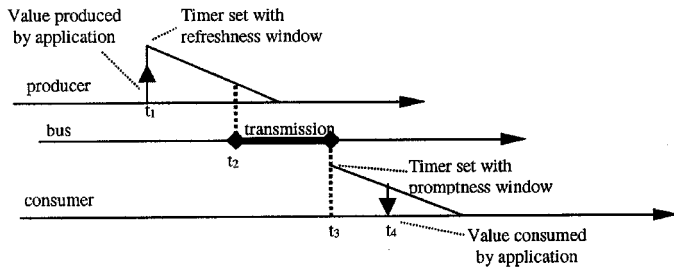 Value produced
by application
Timer set with
refreshness window
producer
t1
bus
transmission
t2
Timer set with
promptness window
consumer
t3
t4
Value consumed
by application